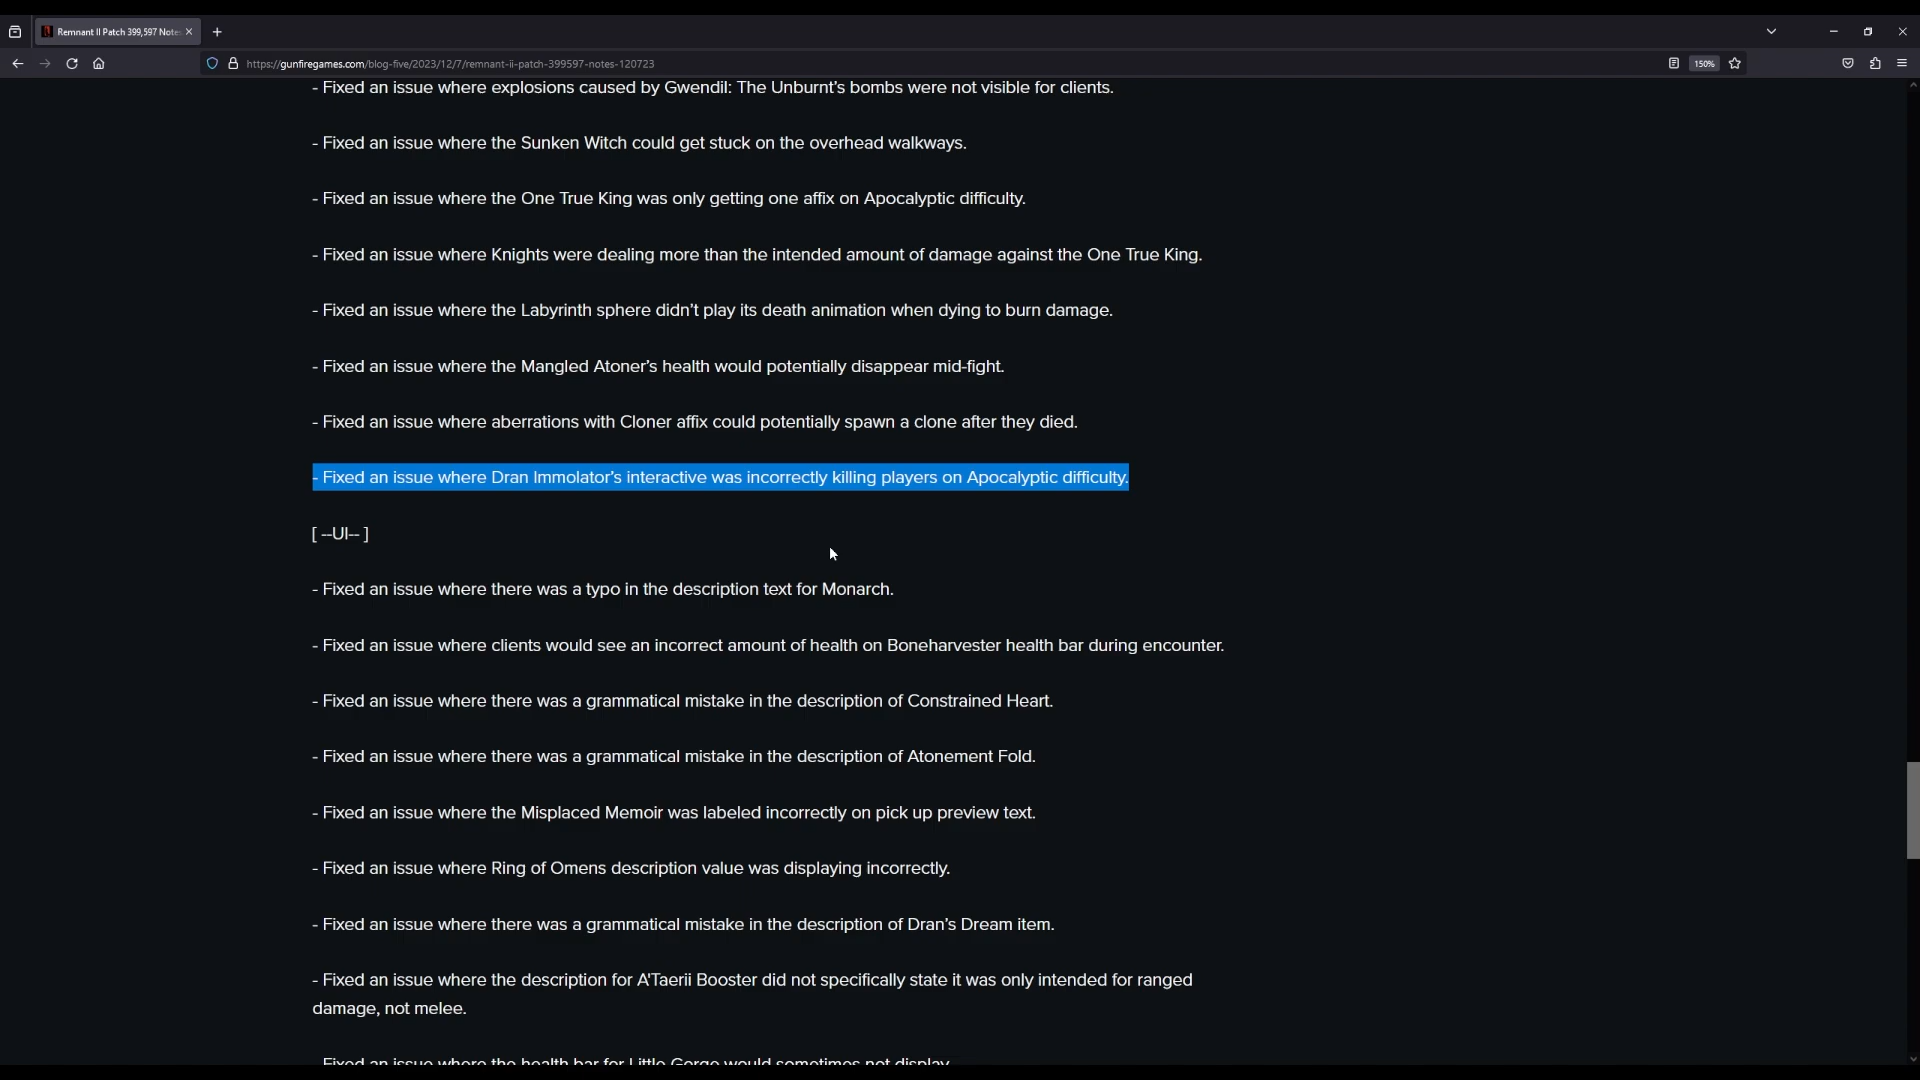 Remnant II Patch 399,597 Note
https://gunfiregames.com/blog-five/2023/12/7/remnant-ii-patch-399597-notes-120723
150%
- Fixed an issue where explosions caused by Gwendil: The Unburnt’s bombs were not visible for clients.
- Fixed an issue where the Sunken Witch could get stuck on the overhead walkways.
- Fixed an issue where the One True King was only getting one affix on Apocalyptic difficulty.
- Fixed an issue where Knights were dealing more than the intended amount of damage against the One True King.
- Fixed an issue where the Labyrinth sphere didn’t play its death animation when dying to burn damage.
- Fixed an issue where the Mangled Atoner’s health would potentially disappear mid-fight.
- Fixed an issue where aberrations with Cloner affix could potentially spawn a clone after they died.
- Fixed an issue where Dran Immolator’s interactive was incorrectly killing players on Apocalyptic difficulty.
[ --UI-- ]
- Fixed an issue where there was a typo in the description text for Monarch.
- Fixed an issue where clients would see an incorrect amount of health on Boneharvester health bar during encounter.
- Fixed an issue where there was a grammatical mistake in the description of Constrained Heart.
- Fixed an issue where there was a grammatical mistake in the description of Atonement Fold.
- Fixed an issue where the Misplaced Memoir was labeled incorrectly on pick up preview text.
- Fixed an issue where Ring of Omens description value was displaying incorrectly.
- Fixed an issue where there was a grammatical mistake in the description of Dran’s Dream item.
- Fixed an issue where the description for A'Taerii Booster did not specifically state it was only intended for ranged
damage, not melee.
- Fixed an issue where the health bar for Little Gorge would sometimes not display.